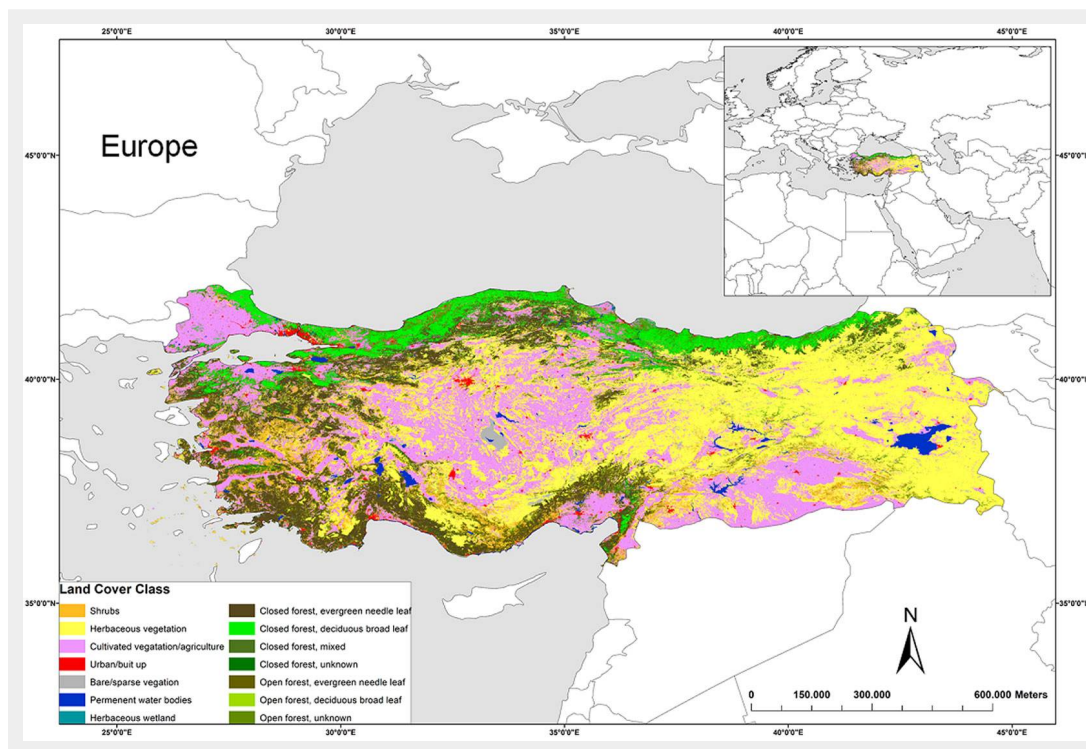 25°0'0"E 30°0'0"E 35°0'0"E 40°0'0"E 45°0'0"E
Europe
45°0'0"N 45°0'0"N
40°0'0"N 40°0'0"N
35°0'0"N 35°0'0"N
Land Cover Class
Shrubs
Herbaceous vegetation
Cultivated vegatation/agriculture
Urban/buit up
Bare/sparse vegation
Permenent water bodies
Herbaceous wetland
Closed forest, evergreen needle leaf
Closed forest, deciduous broad leaf
Closed forest, mixed
Closed forest, unknown
Open forest, evergreen needle leaf
Open forest, deciduous broad leaf
Open forest, unknown
N
0 150.000 300.000 600.000 Meters
25°0'0"E 30°0'0"E 35°0'0"E 40°0'0"E 45°0'0"E